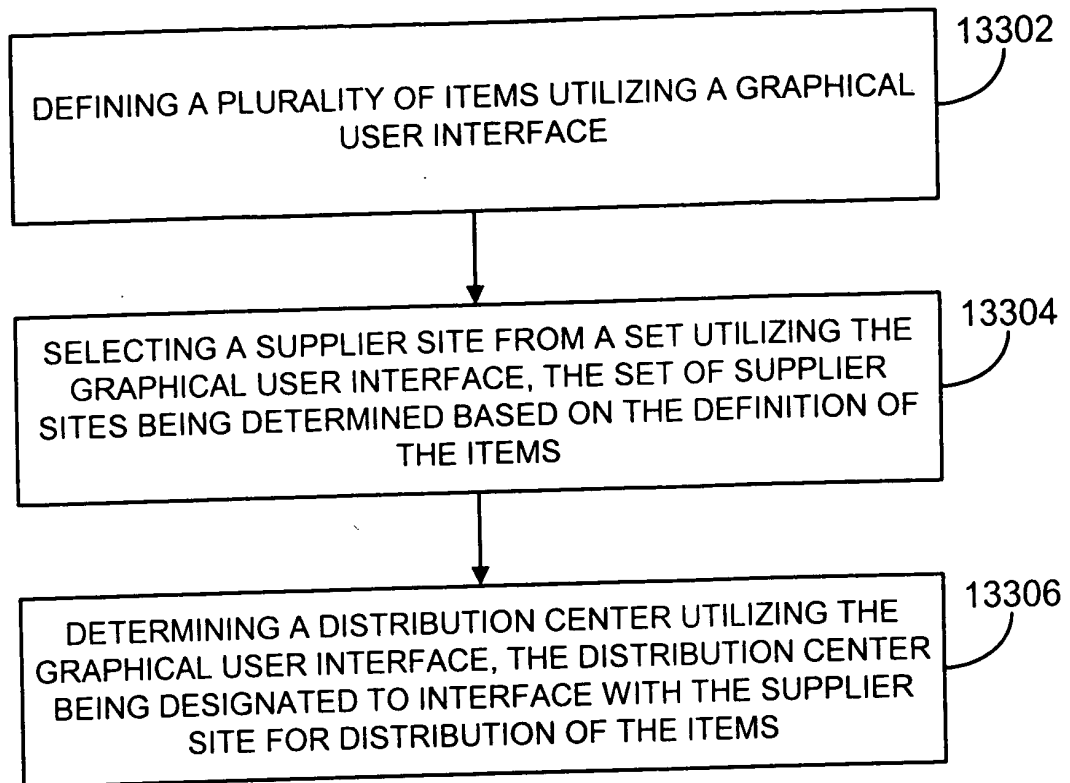 13302
DEFINING A PLURALITY OF ITEMS UTILIZING A GRAPHICAL
USER INTERFACE
13304
SELECTING A SUPPLIER SITE FROM A SET UTILIZING THE
GRAPHICAL USER INTERFACE, THE SET OF SUPPLIER
SITES BEING DETERMINED BASED ON THE DEFINITION OF
THE ITEMS
13306
DETERMINING A DISTRIBUTION CENTER UTILIZING THE
GRAPHICAL USER INTERFACE, THE DISTRIBUTION CENTER
BEING DESIGNATED TO INTERFACE WITH THE SUPPLIER
SITE FOR DISTRIBUTION OF THE ITEMS